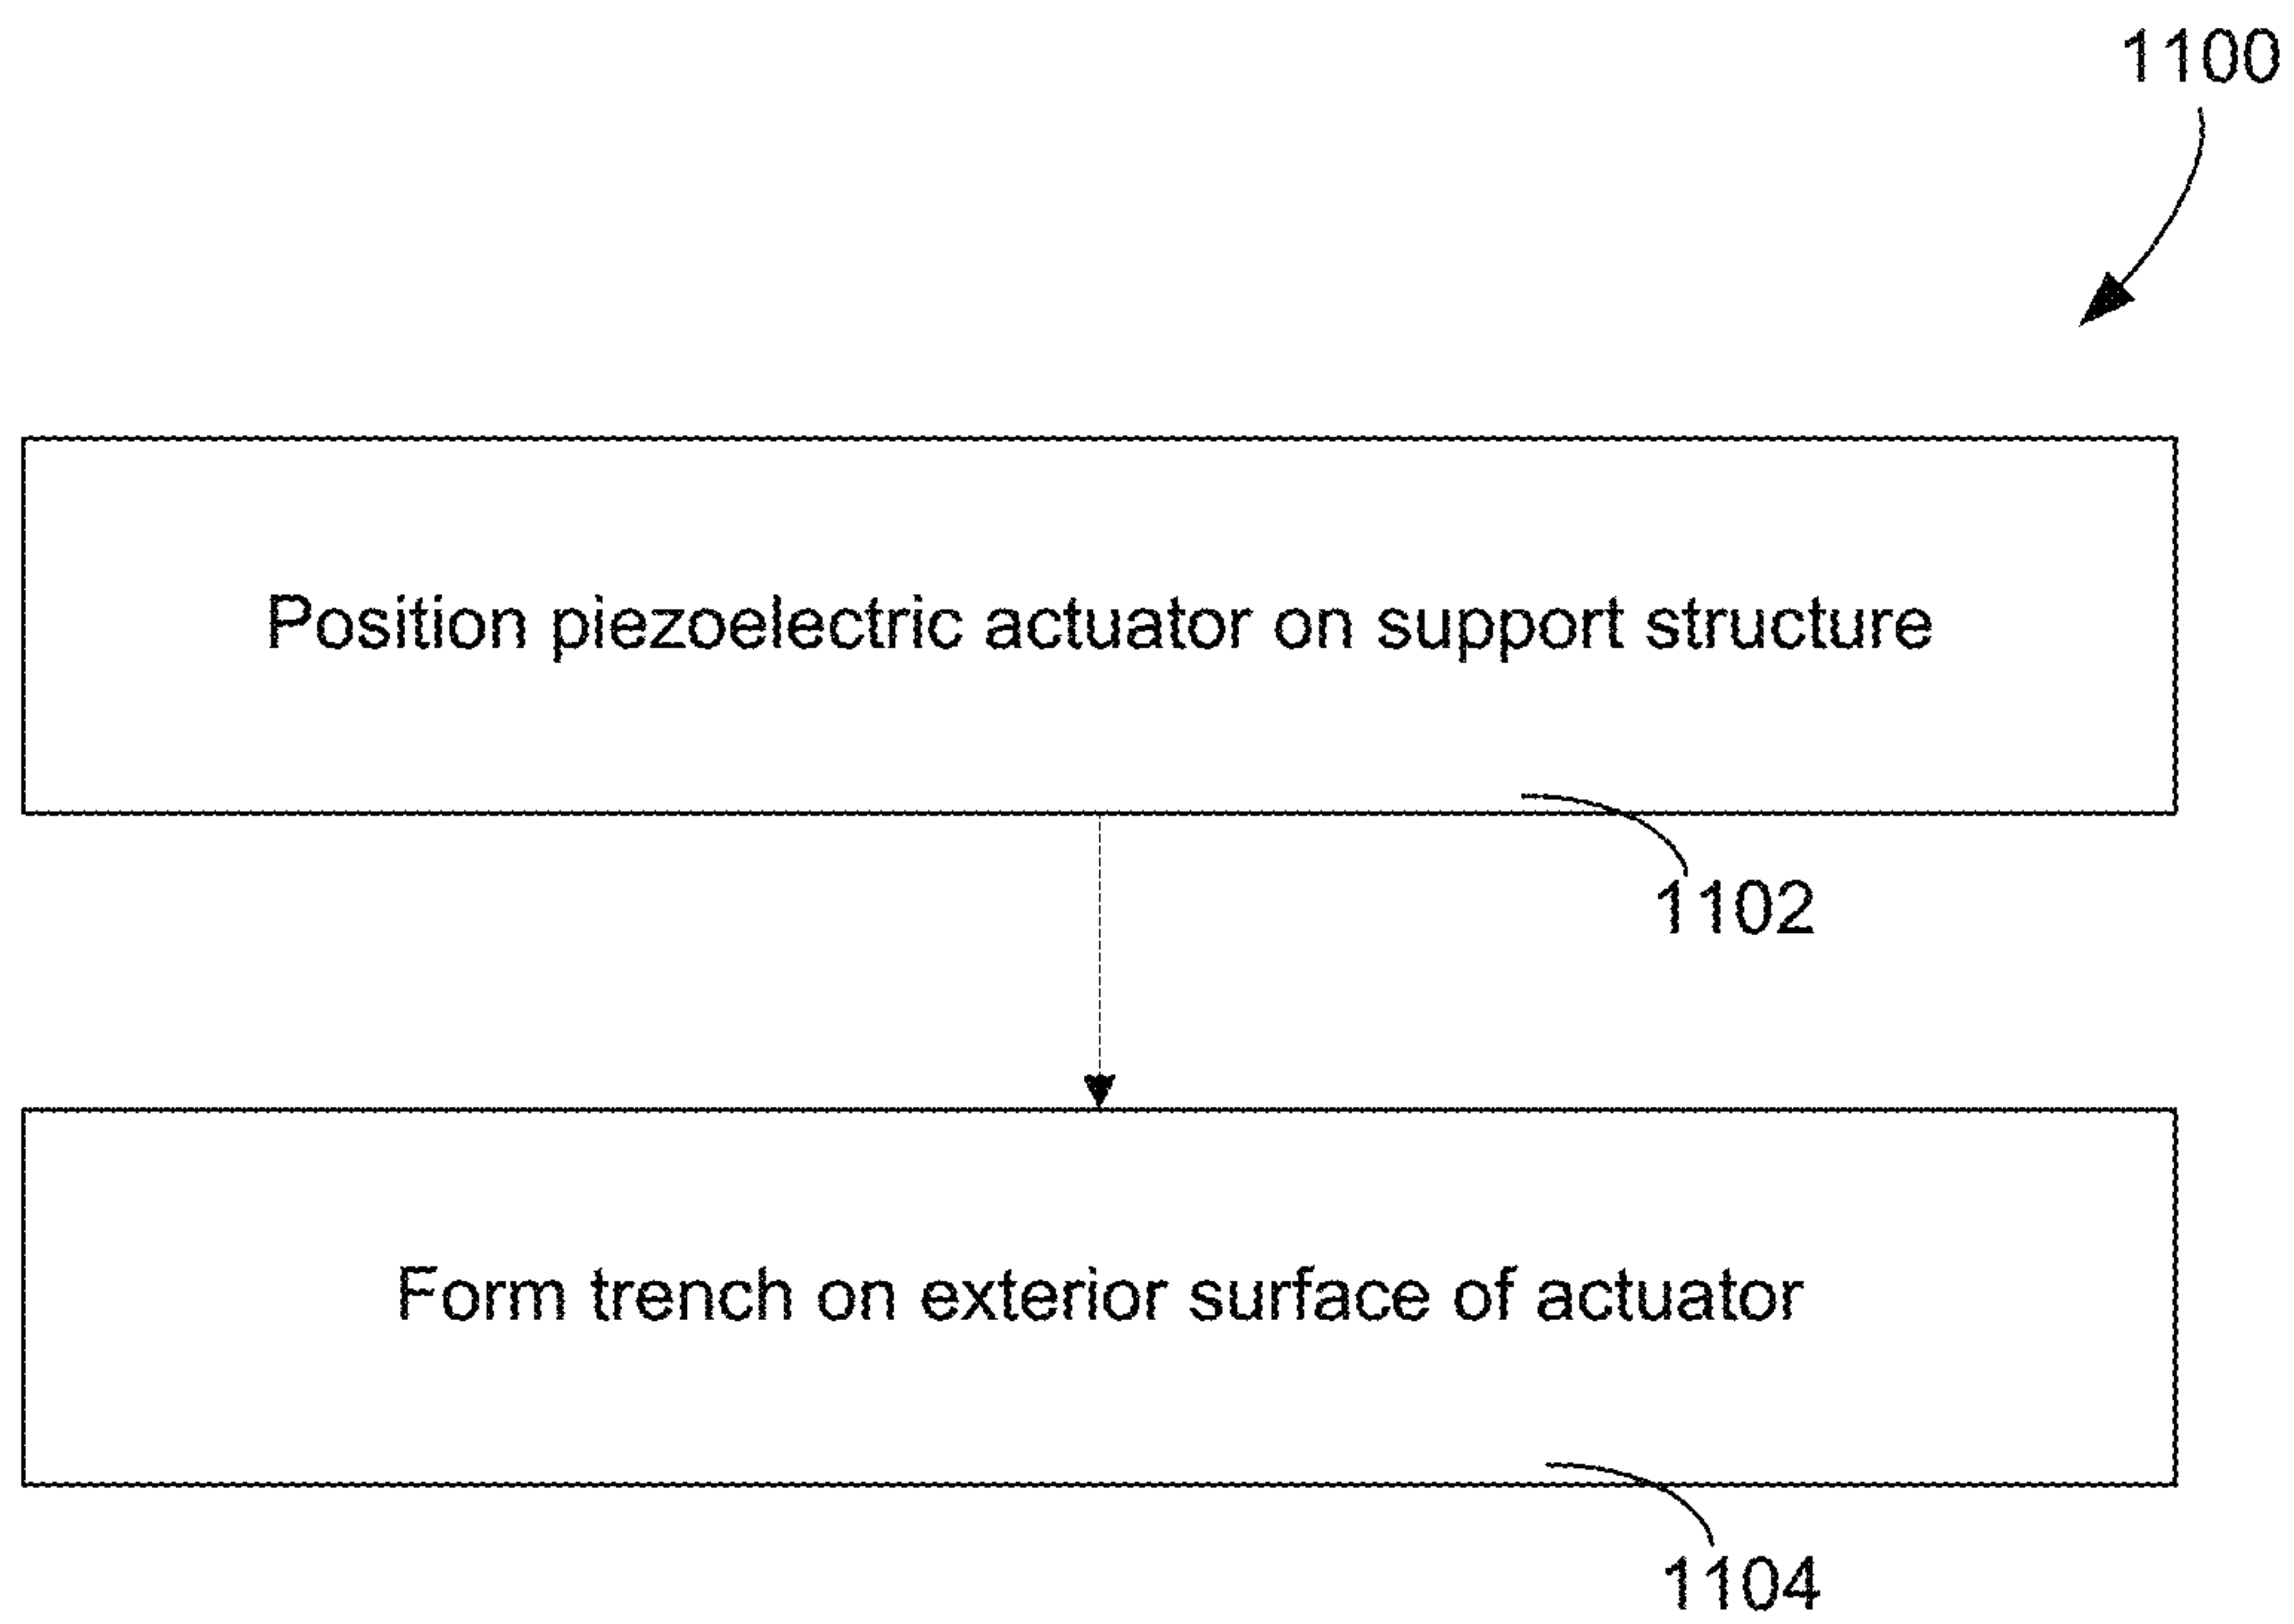 1100
Position piezoelectric actuator on support structure
1102
Form trench on exterior surface of actuator
1104